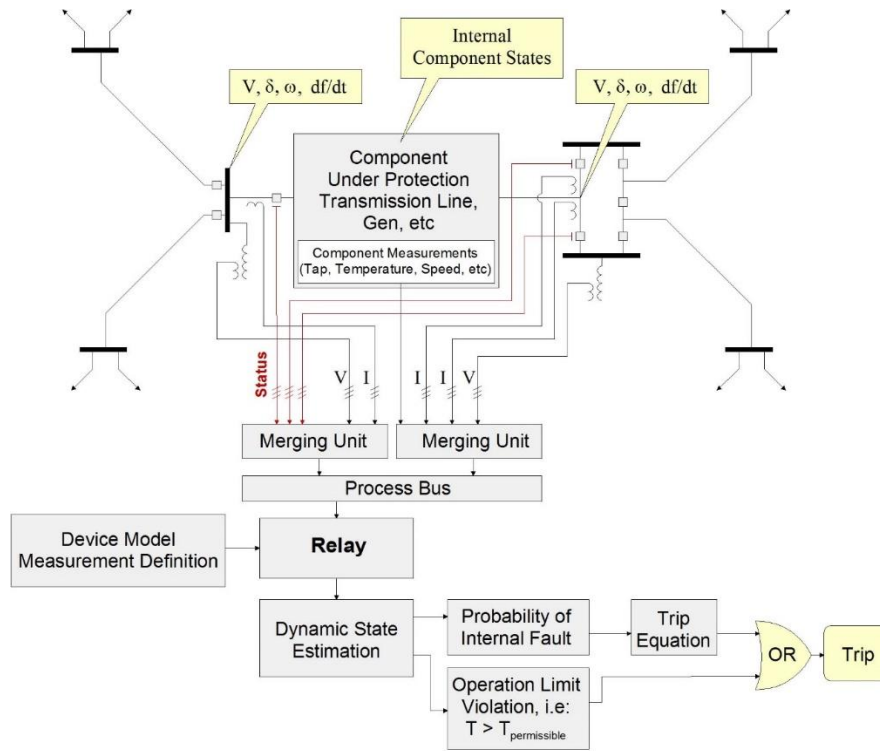 Internal
Component States
V, δ, ω, df/dt
V, δ, ω, df/dt
Component
Under Protection
Transmission Line,
Gen, etc
Component Measurements
(Tap, Temperature, Speed, etc)
Status
V
I
I
I
V
Merging Unit
Merging Unit
Process Bus
Device Model
Measurement Definition
Relay
Dynamic State
Estimation
Probability of
Internal Fault
Trip
Equation
OR
Trip
Operation Limit
Violation, i.e:
T > Tpermissible